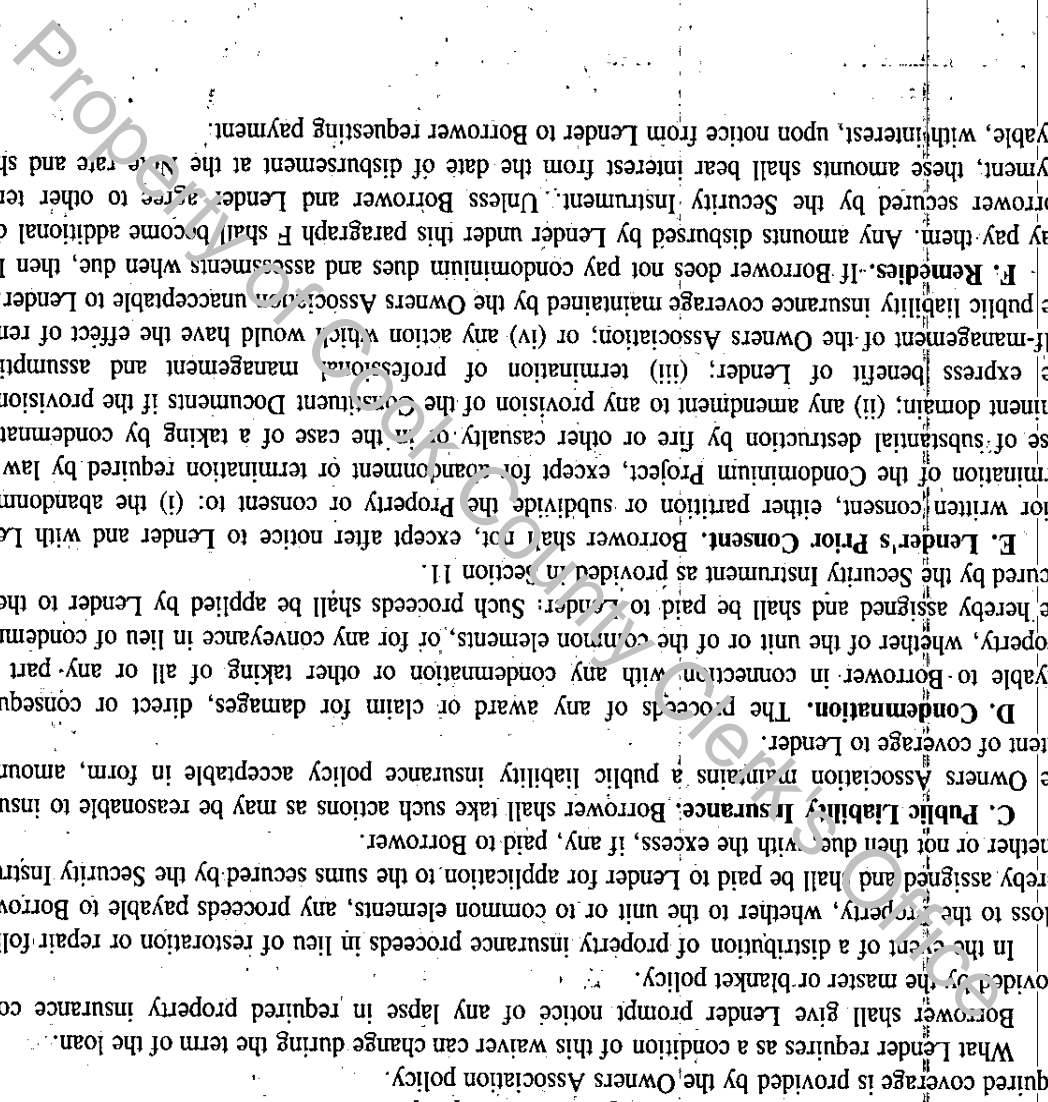 quired coverage is provided by the Owners Association policy.
What Lender requires as a condition of this waiver can change during the term of the loan.
Borrower shall give Lender prompt notice of any lapse in required property insurance co
ovided by the master or blanket policy.
In the event of a distribution of property insurance proceeds in lieu of restoration or repair foll
loss to the Property, whether to the unit or to common elements, any proceeds payable to Borrow
reby assigned and shall be paid to Lender for application to the sums secured by the Security Instru
hether or not then due, with the excess, if any, paid to Borrower.
C. Public Liability Insurance. Borrower shall take such actions as may be reasonable to insu
e Owners Association maintains a public liability insurance policy acceptable in form, amoun
tent of coverage to Lender.
D. Condemnation. The proceeds of any award or claim for damages, direct or consequ
yable to Borrower in connection with any condemnation or other taking of all or any part
operty, whether of the unit or of the common elements, or for any conveyance in lieu of condemn
e hereby assigned and shall be paid to Lender. Such proceeds shall be applied by Lender to the
cured by the Security Instrument as provided in Section 11.
E. Lender's Prior Consent. Borrower shall not, except after notice to Lender and with Le
ior written consent, either partition or subdivide the Property or consent to: (i) the abandonm
rmination of the Condominium Project, except for abandonment or termination required by law
se of substantial destruction by fire or other casualty or in the case of a taking by condemnat
minent domain; (ii) any amendment to any provision of the Constituent Documents if the provision
e express benefit of Lender; (iii) termination of professional management and assumpti
lf-management of the Owners Association; or (iv) any action which would have the effect of ren
e public liability insurance coverage maintained by the Owners Association unacceptable to Lender.
F. Remedies. If Borrower does not pay condominium dues and assessments when due, then L
ay pay them. Any amounts disbursed by Lender under this paragraph F shall become additional d
orrower secured by the Security Instrument. Unless Borrower and Lender agree to other ter
yment, these amounts shall bear interest from the date of disbursement at the Note rate and sh
yable, with interest, upon notice from Lender to Borrower requesting payment.
Property of Cook County Clerk's Office